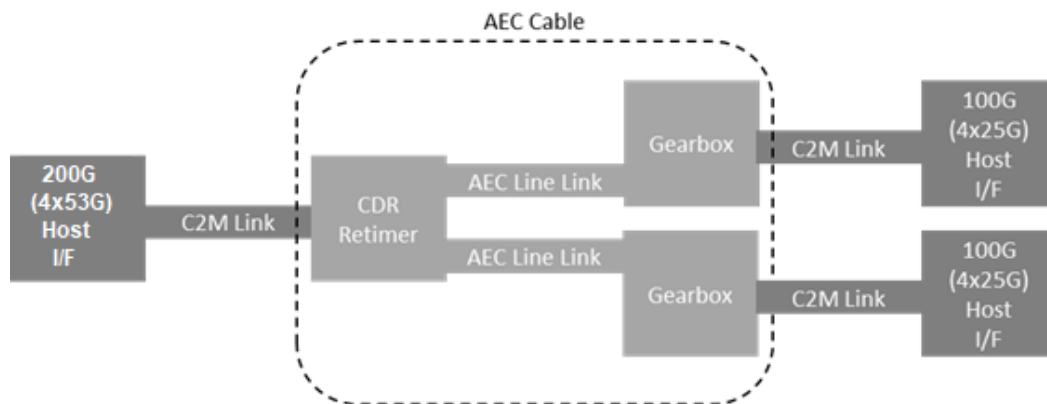 AEC Cable
200G
(4x53G)
Host
I/F
C2M Link
CDR
Retimer
AEC Line Link
AEC Line Link
Gearbox
Gearbox
C2M Link
C2M Link
100G
(4x25G)
Host
I/F
100G
(4x25G)
Host
I/F